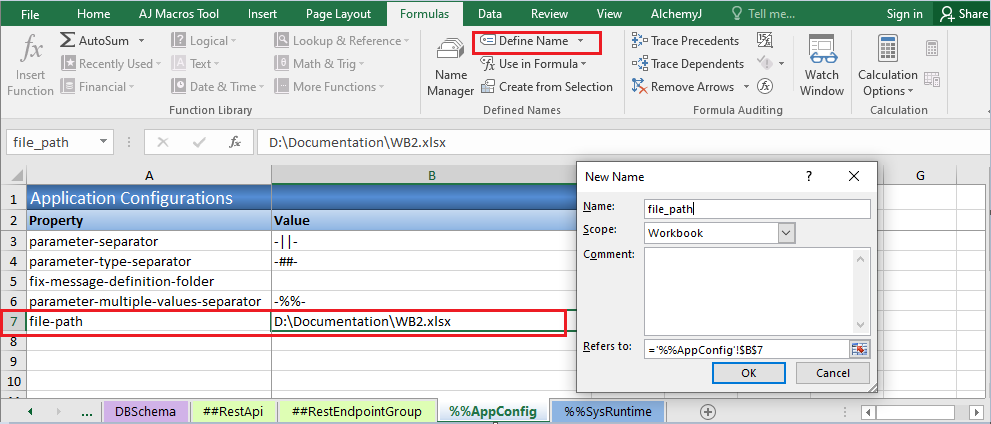 File Home AJ Macros Tool Insert Page Layout Formulas Data Review View AlchemyJ Tell me... Sign in Share
fx Insert Function
AutoSum
Recently Used
Financial
Logical
Text
Date & Time
Lookup & Reference
Math & Trig
More Functions
Function Library
Name Manager
Define Name
Use in Formula
Create from Selection
Defined Names
Trace Precedents
Trace Dependents
Remove Arrows
fx
Watch Window
Formula Auditing
Calculation Options
Calculation
file_path fx D:\Documentation\WB2.xlsx
A B G
1 Application Configurations
2 Property Value
3 parameter-separator -||-
4 parameter-type-separator -##-
5 fix-message-definition-folder
6 parameter-multiple-values-separator -%%-
7 file-path D:\Documentation\WB2.xlsx
8
9
10
11
New Name ?
Name: file_path
Scope: Workbook
Comment:
Refers to: ='%%AppConfig'!$B$7
OK Cancel
... DBSchema ##RestApi ##RestEndpointGroup %%AppConfig %%SysRuntime